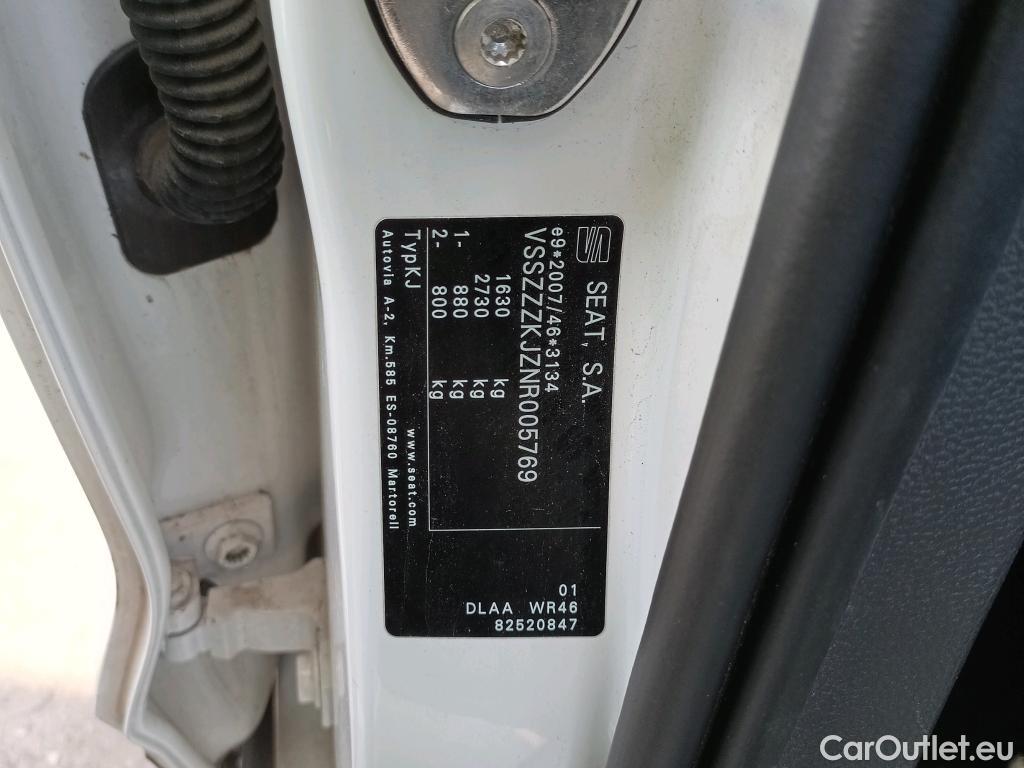 SEAT, S.A.
e9*2007/46*3134
VSSZZZKJZNR005769
1630 kg
2730 kg
1- 880 kg
2- 800 kg
TypKJ
www.seat.com
Autovia A-2, Km.585 ES-08760 Martorell
01
DLAA WR46
82520847
CarOutlet.eu